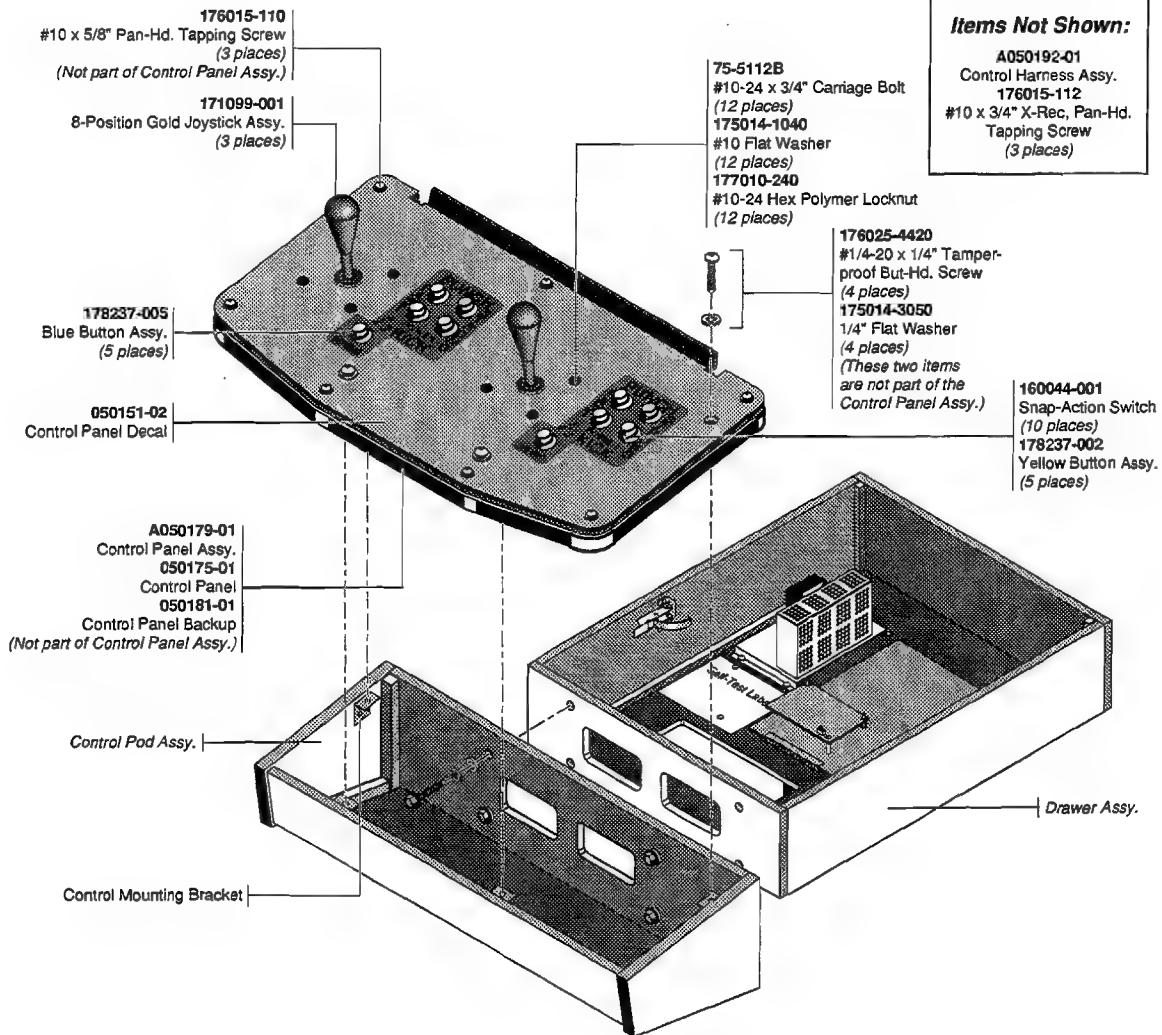 176015-110
#10 x 5/8" Pan-Hd. Tapping Screw
(3 places)
(Not part of Control Panel Assy.)
171099-001
8-Position Gold Joystick Assy.
(3 places)
178237-005
Blue Button Assy.
(5 places)
050151-02
Control Panel Decal
A050179-01
Control Panel Assy.
050175-01
Control Panel
050181-01
Control Panel Backup
(Not part of Control Panel Assy.)
Control Pod Assy.
Control Mounting Bracket
75-5112B
#10-24 x 3/4" Carriage Bolt
(12 places)
175014-1040
#10 Flat Washer
(12 places)
177010-240
#10-24 Hex Polymer Locknut
(12 places)
Items Not Shown:
A050192-01
Control Harness Assy.
176015-112
#10 x 3/4" X-Rec, Pan-Hd.
Tapping Screw
(3 places)
176025-4420
#1/4-20 x 1/4" Tamper-
proof But-Hd. Screw
(4 places)
175014-3050
1/4" Flat Washer
(4 places)
(These two items
are not part of the
Control Panel Assy.)
160044-001
Snap-Action Switch
(10 places)
178237-002
Yellow Button Assy.
(5 places)
Self-Test Label
Drawer Assy.